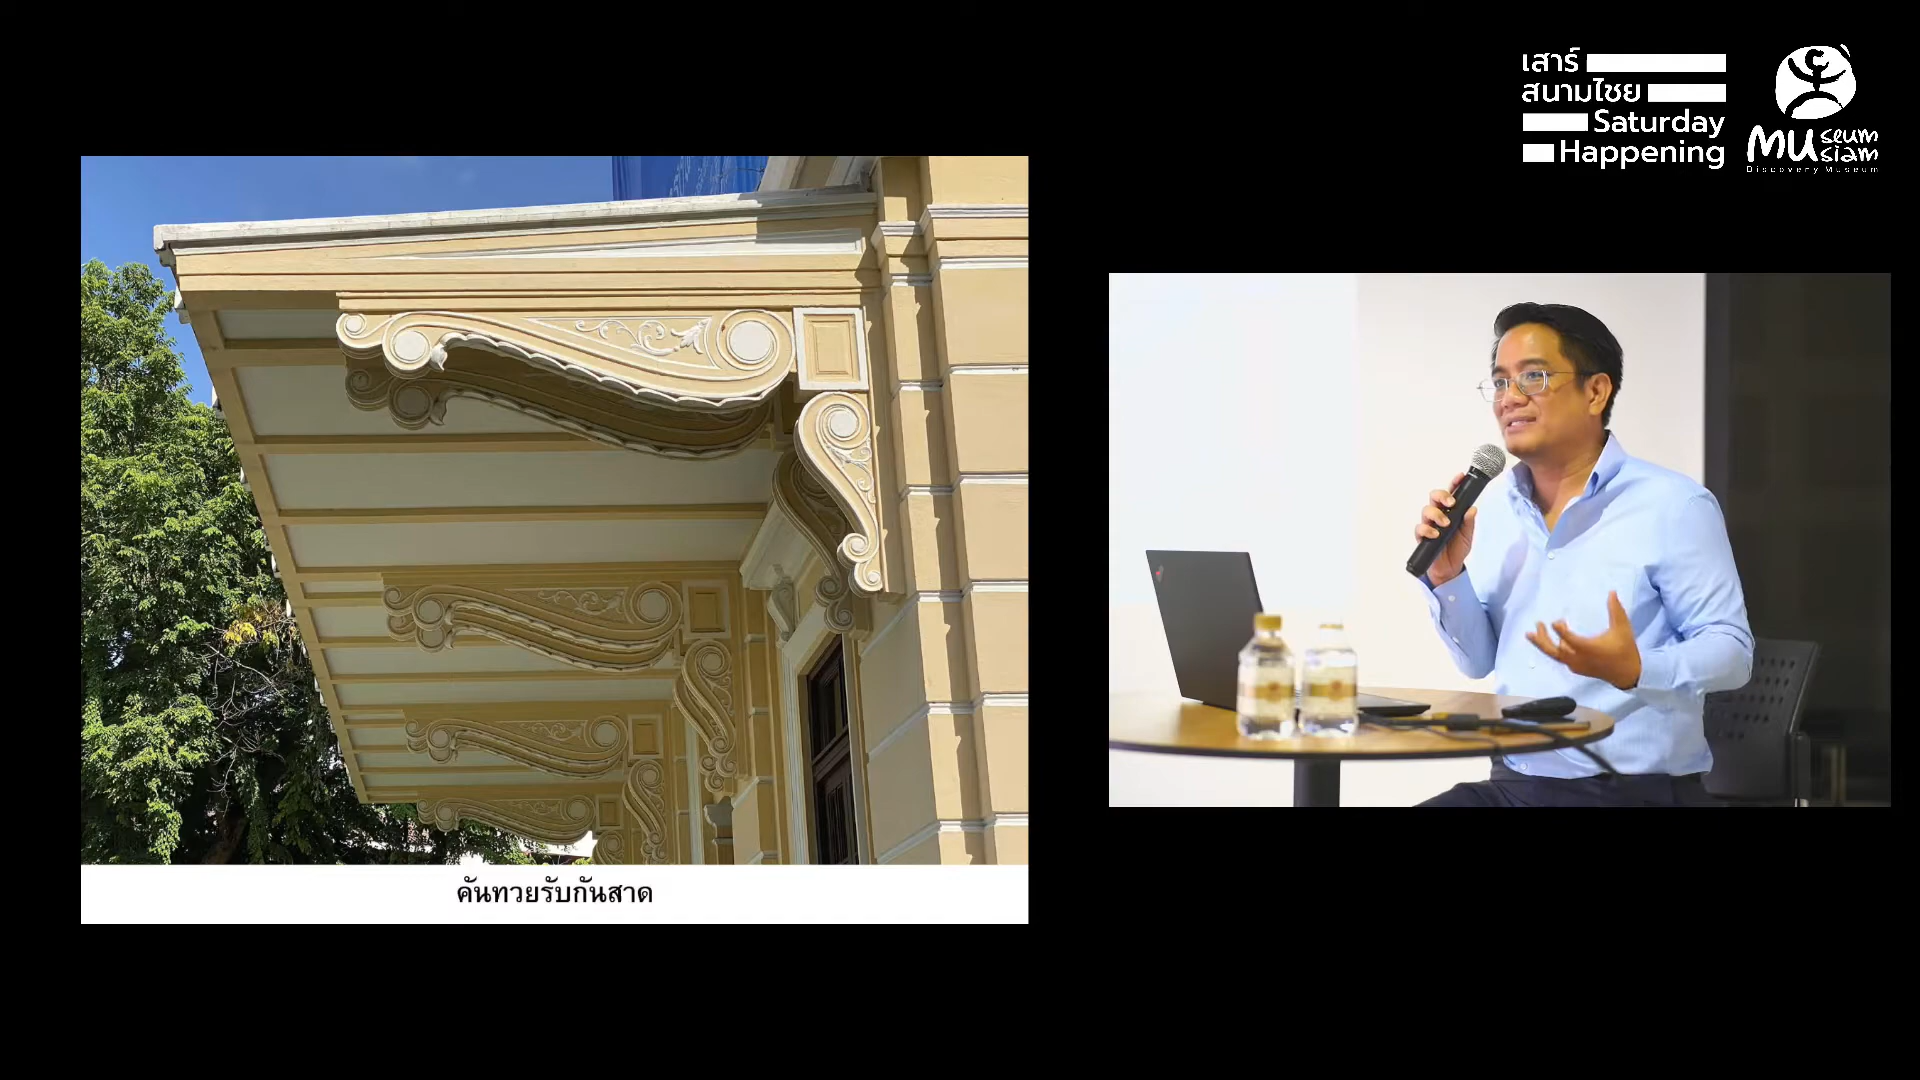 เสาร์
สนามไชย
Saturday
Happening
MUseum
siam
Discovery Museum
คันทวยรับกันสาด